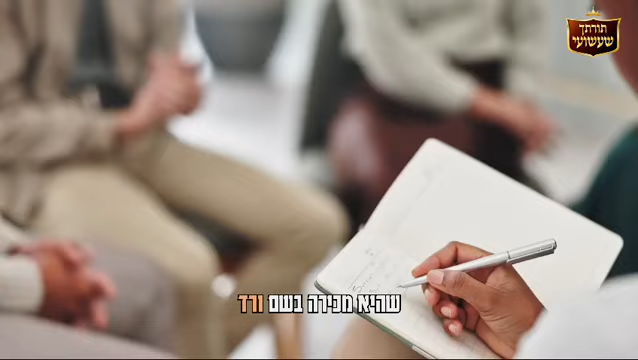 תורתך
שעשועי
שהיא מכירה בשם ורד